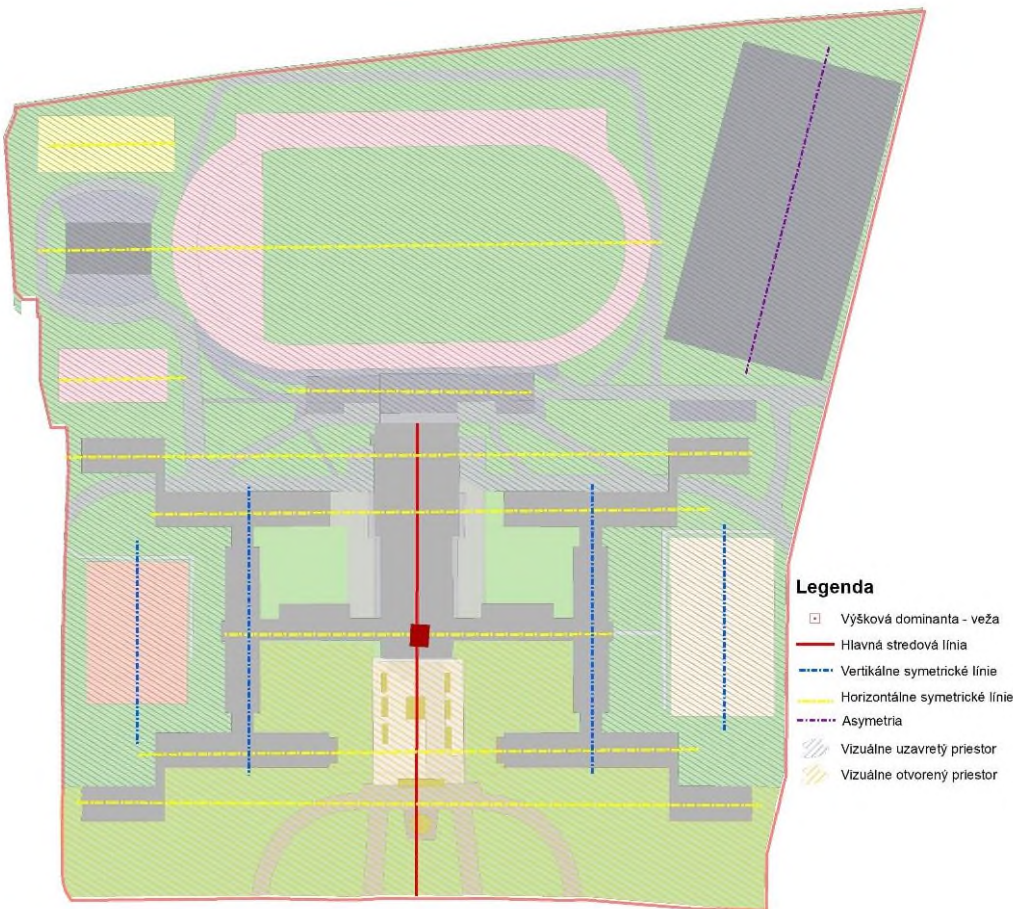 Legenda
Výšková dominanta - veža
Hlavná stredová línia
Vertikálne symetrické línie
Horizontálne symetrické línie
Asymetria
Vizuálne uzavretý priestor
Vizuálne otvorený priestor